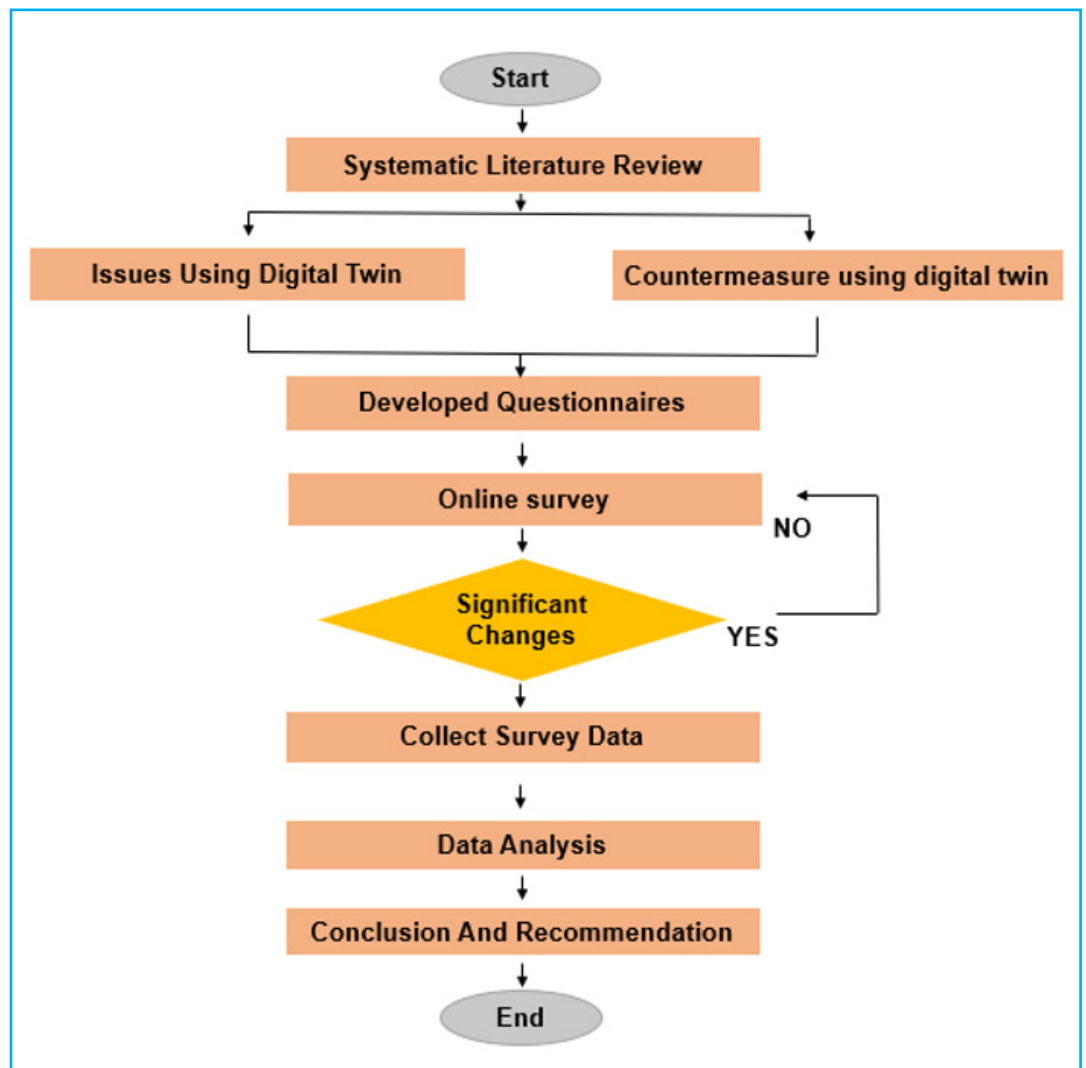 Start
Systematic Literature Review
Issues Using Digital Twin
Countermeasure using digital twin
Developed Questionnaires
Online survey
NO
Significant
Changes
YES
Collect Survey Data
Data Analysis
Conclusion And Recommendation
End